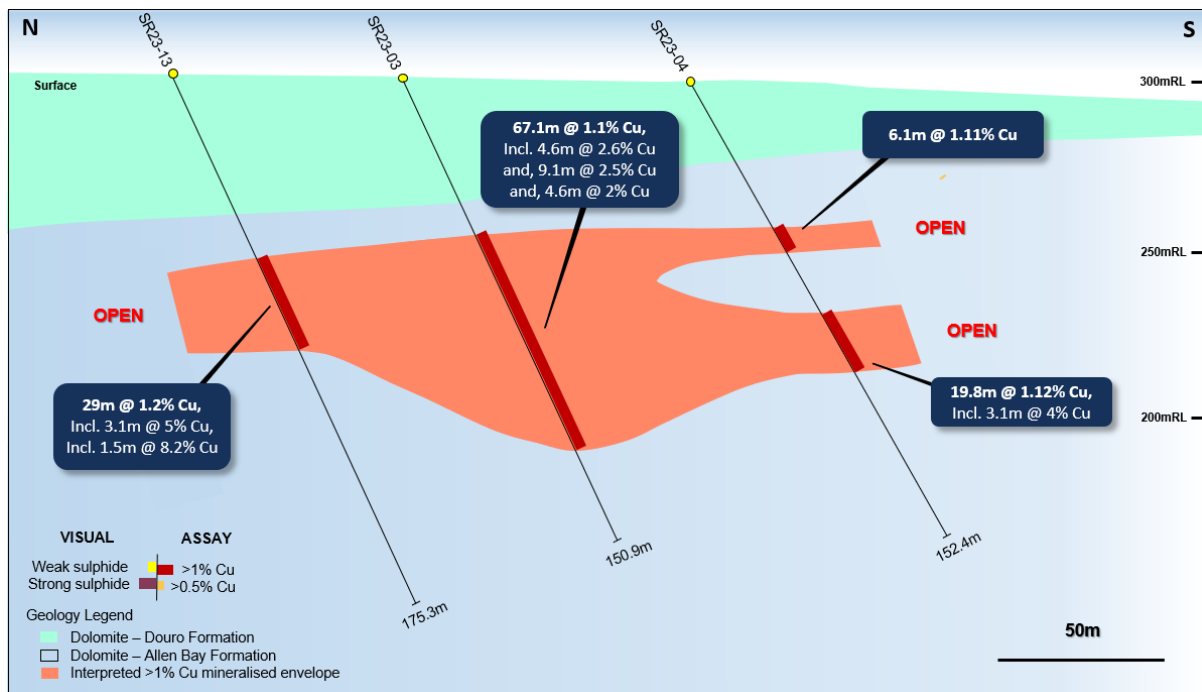 N
S
SR23-13
SR23-03
SR23-04
Surface
300mRL
67.1m @ 1.1% Cu,
Incl. 4.6m @ 2.6% Cu
and, 9.1m @ 2.5% Cu
and, 4.6m @ 2% Cu
6.1m @ 1.11% Cu
OPEN
250mRL
OPEN
OPEN
29m @ 1.2% Cu,
Incl. 3.1m @ 5% Cu,
Incl. 1.5m @ 8.2% Cu
19.8m @ 1.12% Cu,
Incl. 3.1m @ 4% Cu
200mRL
175.3m
150.9m
152.4m
VISUAL ASSAY
Weak sulphide >1% Cu
Strong sulphide >0.5% Cu
Geology Legend
Dolomite – Douro Formation
Dolomite – Allen Bay Formation
Interpreted >1% Cu mineralised envelope
50m